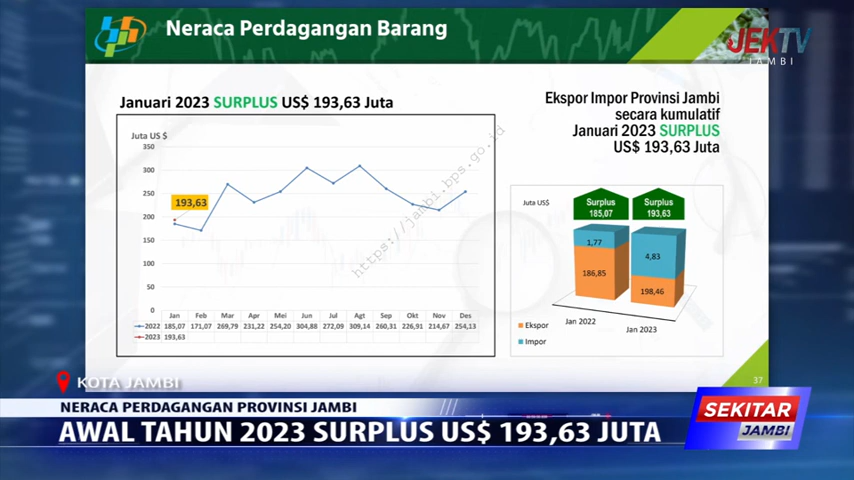 Neraca Perdagangan Barang
JEKTV
JAMBI
Januari 2023 SURPLUS US$ 193,63 Juta
Juta US $
350
300
250
200
150
100
50
0
193,63
Jan Feb Mar Apr Mei Jun Jul Agt Sep Okt Nov Des
2022 185,07 171,07 269,79 231,22 254,20 304,88 272,09 309,14 260,31 226,91 214,67 254,13
2023 193,63
https://jambi.bps.go.id
Ekspor Impor Provinsi Jambi
secara kumulatif
Januari 2023 SURPLUS
US$ 193,63 Juta
Juta US$
Surplus
185,07
Surplus
193,63
1,77
186,85
4,83
198,46
Jan 2022
Jan 2023
Ekspor
Impor
37
KOTA JAMBI
NERACA PERDAGANGAN PROVINSI JAMBI
AWAL TAHUN 2023 SURPLUS US$ 193,63 JUTA
SEKITAR
JAMBI